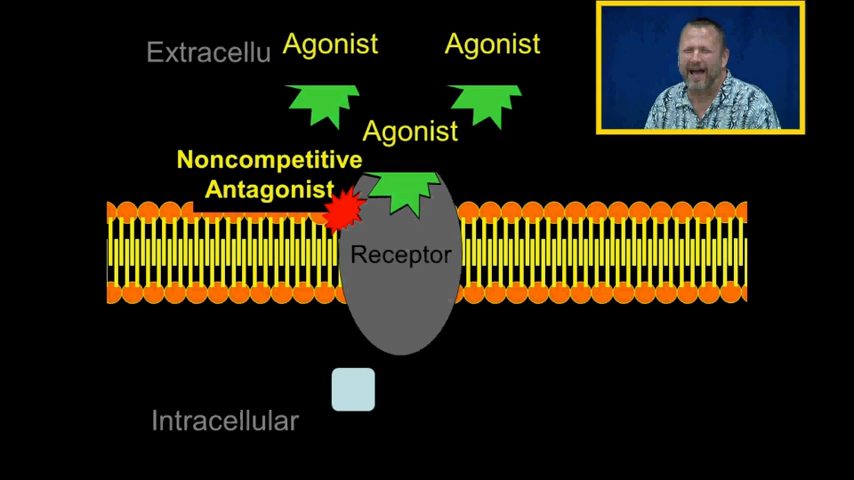 Extracellu
Agonist
Agonist
Agonist
Noncompetitive
Antagonist
Receptor
Intracellular